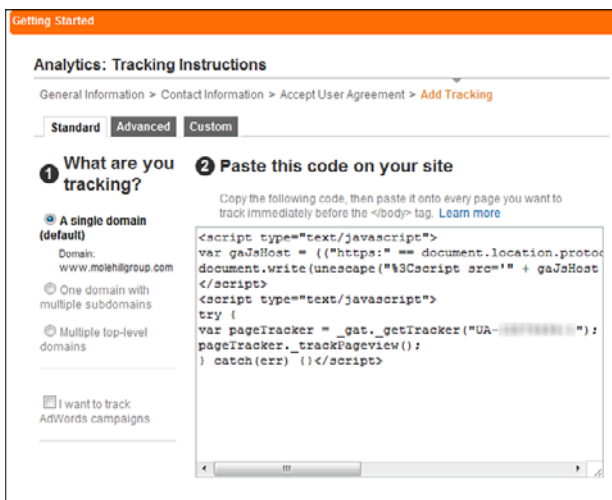 Getting Started
Analytics: Tracking Instructions
General Information > Contact Information > Accept User Agreement > Add Tracking
Standard Advanced Custom
1 What are you tracking?
A single domain
(default)
Domain:
www.molehillgroup.com
One domain with
multiple subdomains
Multiple top-level
domains
I want to track
AdWords campaigns
2 Paste this code on your site
Copy the following code, then paste it onto every page you want to
track immediately before the </body> tag. Learn more
<script type="text/javascript">
var gaJsHost = (("https:" == document.location.protoc
document.write(unescape("%3Cscript src='" + gaJsHost
</script>
<script type="text/javascript">
try {
var pageTracker = _gat._getTracker("UA- ");
pageTracker._trackPageview();
} catch(err) {}</script>